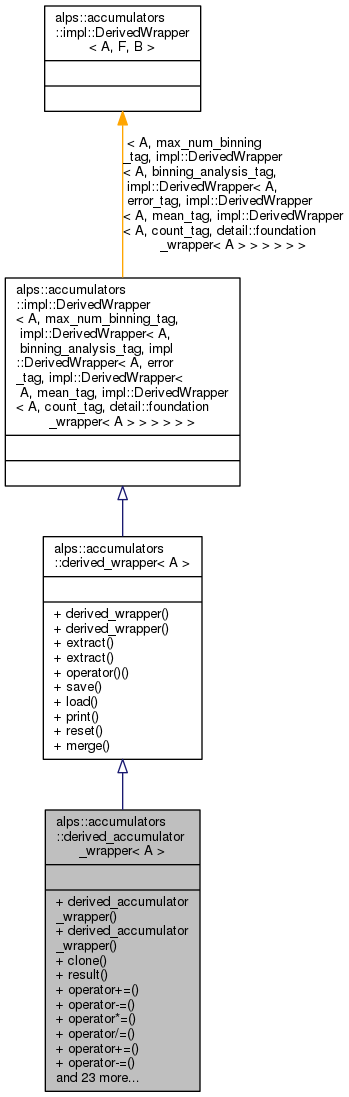 alps::accumulators
::impl::DerivedWrapper
< A, F, B >
< A, max_num_binning
_tag, impl::DerivedWrapper
< A, binning_analysis_tag,
impl::DerivedWrapper< A,
error_tag, impl::DerivedWrapper
< A, mean_tag, impl::DerivedWrapper
< A, count_tag, detail::foundation
_wrapper< A > > > > > >
alps::accumulators
::impl::DerivedWrapper
< A, max_num_binning_tag,
impl::DerivedWrapper< A,
binning_analysis_tag, impl
::DerivedWrapper< A, error
_tag, impl::DerivedWrapper<
A, mean_tag, impl::DerivedWrapper
< A, count_tag, detail::foundation
_wrapper< A > > > > > >
alps::accumulators
::derived_wrapper< A >
+ derived_wrapper()
+ derived_wrapper()
+ extract()
+ extract()
+ operator()()
+ save()
+ load()
+ print()
+ reset()
+ merge()
alps::accumulators
::derived_accumulator
_wrapper< A >
+ derived_accumulator
_wrapper()
+ derived_accumulator
_wrapper()
+ clone()
+ result()
+ operator+=()
+ operator-=()
+ operator*=()
+ operator/=()
+ operator+=()
+ operator-=()
and 23 more...